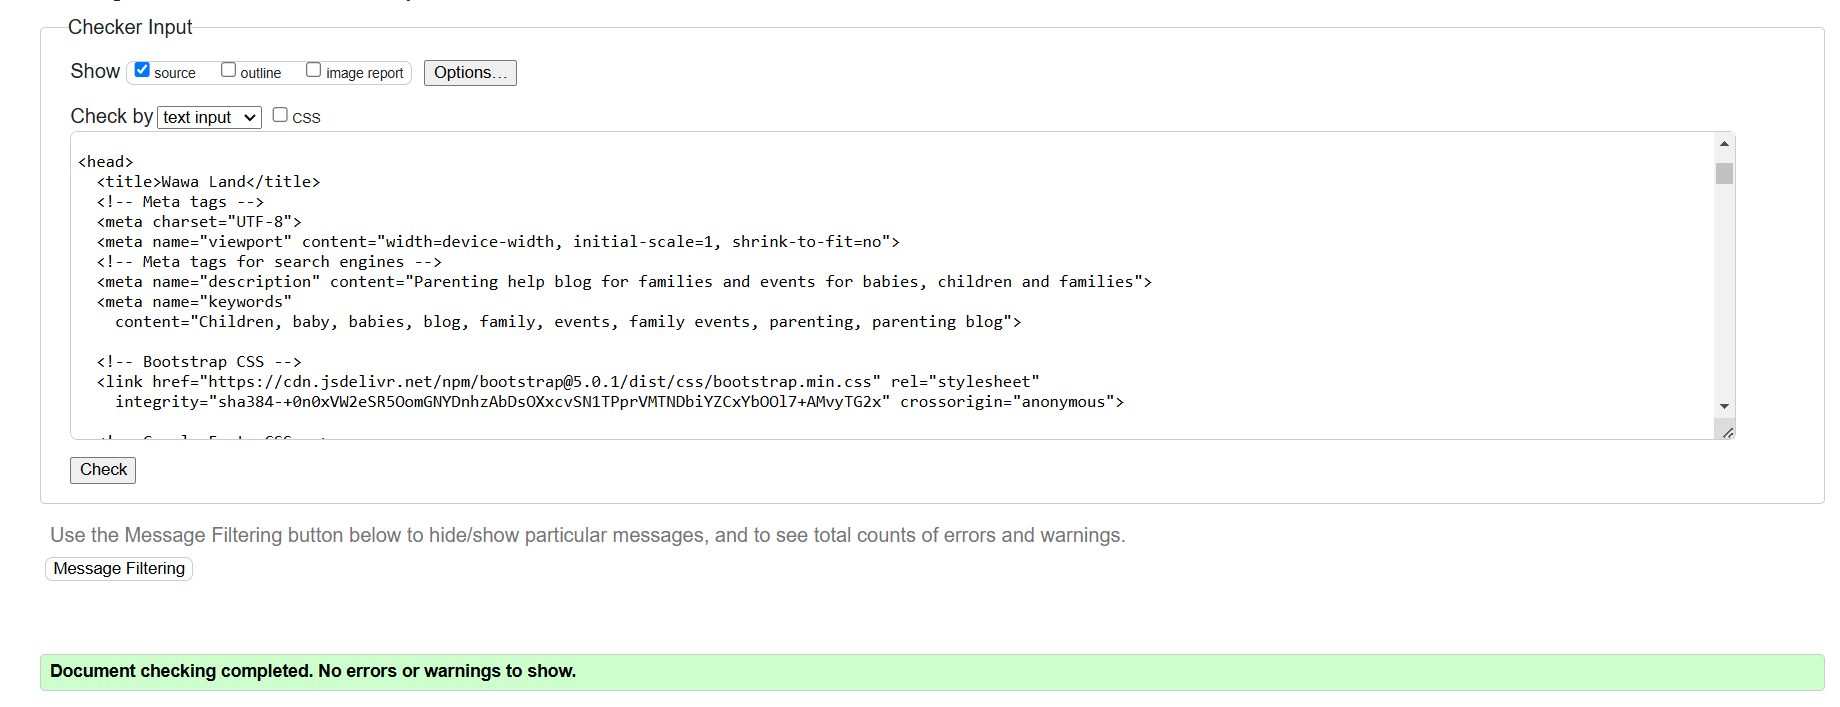 Checker Input
Show source outline image report Options...
Check by text input CSS
<head>
<title>Wawa Land</title>
<!-- Meta tags -->
<meta charset="UTF-8">
<meta name="viewport" content="width=device-width, initial-scale=1, shrink-to-fit=no">
<!-- Meta tags for search engines -->
<meta name="description" content="Parenting help blog for families and events for babies, children and families">
<meta name="keywords"
content="Children, baby, babies, blog, family, events, family events, parenting, parenting blog">
<!-- Bootstrap CSS -->
<link href="https://cdn.jsdelivr.net/npm/bootstrap@5.0.1/dist/css/bootstrap.min.css" rel="stylesheet"
integrity="sha384-+0n0xVW2eSR5OomGNYDnhzAbDsOXxcvSN1TPprVMTNDbiYZCxYbOOl7+AMvyTG2x" crossorigin="anonymous">
Check
Use the Message Filtering button below to hide/show particular messages, and to see total counts of errors and warnings.
Message Filtering
Document checking completed. No errors or warnings to show.